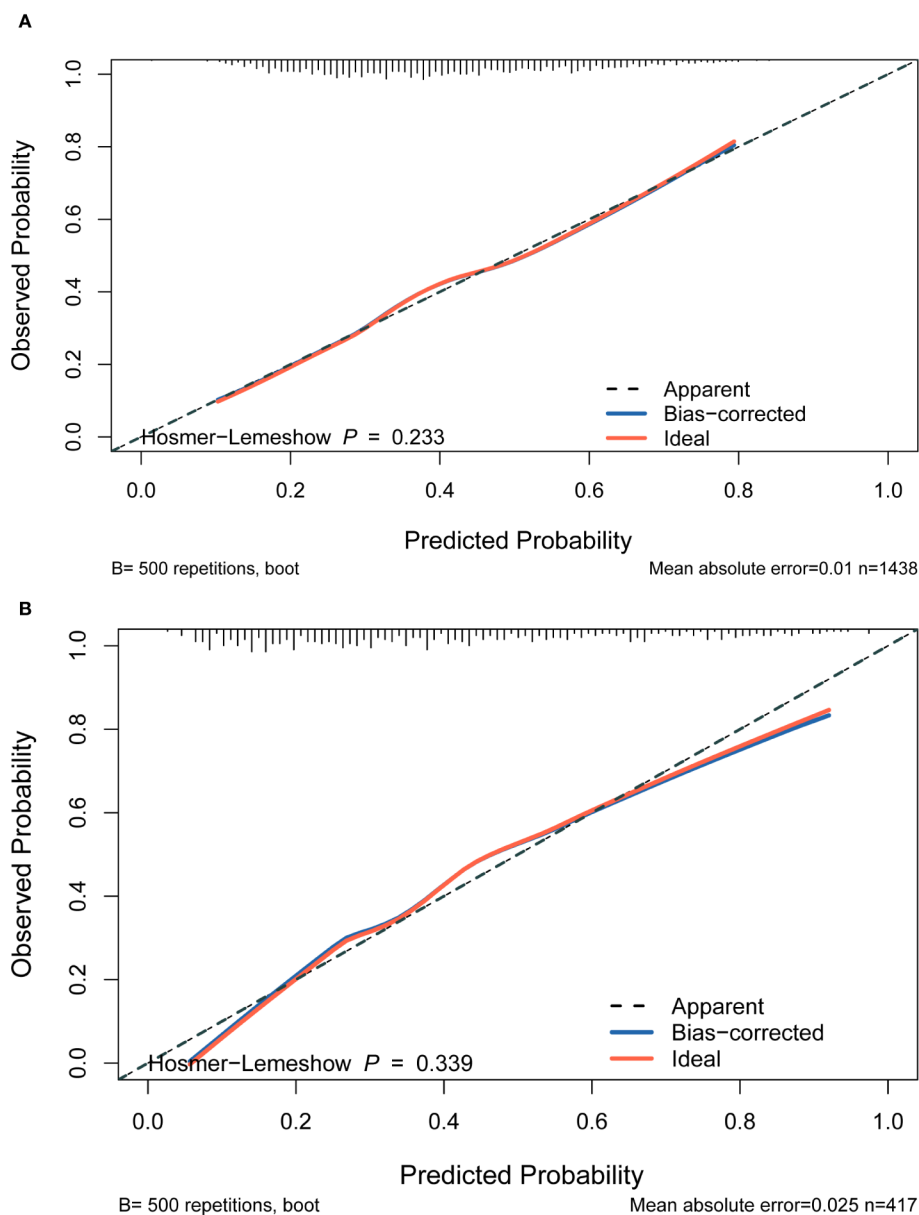 A
Observed Probability
1.0
0.8
0.6
0.4
0.2
0.0
Apparent
Bias−corrected
Ideal
Hosmer−Lemeshow P = 0.233
0.0 0.2 0.4 0.6 0.8 1.0
Predicted Probability
B= 500 repetitions, boot
Mean absolute error=0.01 n=1438
B
Observed Probability
1.0
0.8
0.6
0.4
0.2
0.0
Apparent
Bias−corrected
Ideal
Hosmer−Lemeshow P = 0.339
0.0 0.2 0.4 0.6 0.8 1.0
Predicted Probability
B= 500 repetitions, boot
Mean absolute error=0.025 n=417